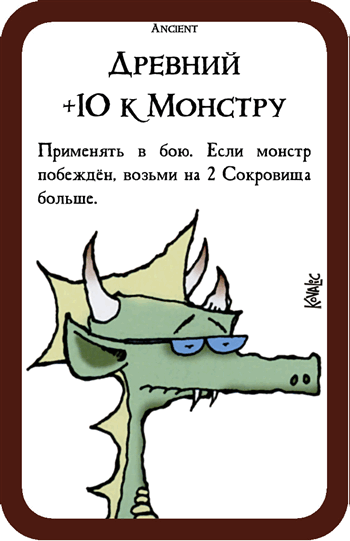 Ancient
Древний
+10 к Монстру
Применять в бою. Если монстр
побеждён, возьми на 2 Сокровища
больше.
Kovalic